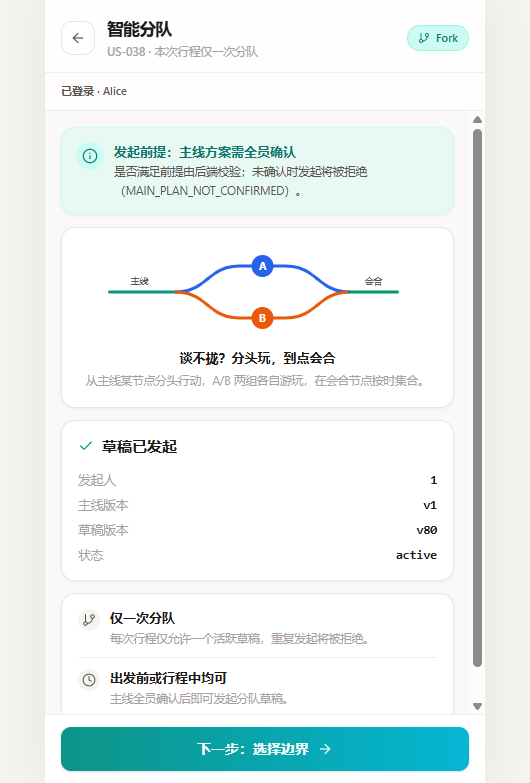 智能分队
US-038 · 本次行程仅一次分队
Fork
已登录 · Alice
发起前提：主线方案需全员确认
是否满足前提由后端校验；未确认时发起将被拒绝
（MAIN_PLAN_NOT_CONFIRMED）。
A
主线
会合
B
谈不拢？分头玩，到点会合
从主线某节点分头行动，A/B 两组各自游玩，在会合节点按时集合。
草稿已发起
发起人 1
主线版本 v1
草稿版本 v80
状态 active
仅一次分队
每次行程仅允许一个活跃草稿，重复发起将被拒绝。
出发前或行程中均可
主线全员确认后即可发起分队草稿。
下一步：选择边界 →